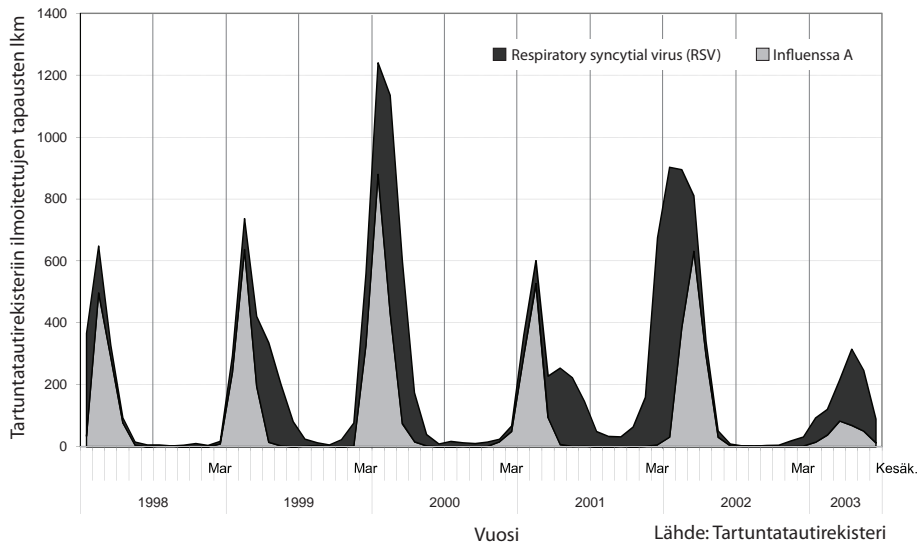 Tartuntatautirekisteriin ilmoitettujen tapausten lkm
1400
1200
1000
800
600
400
200
0
Respiratory syncytial virus (RSV) Influenssa A
Mar Mar Mar Mar Mar Kesäk.
1998 1999 2000 2001 2002 2003
Vuosi Lähde: Tartuntatautirekisteri